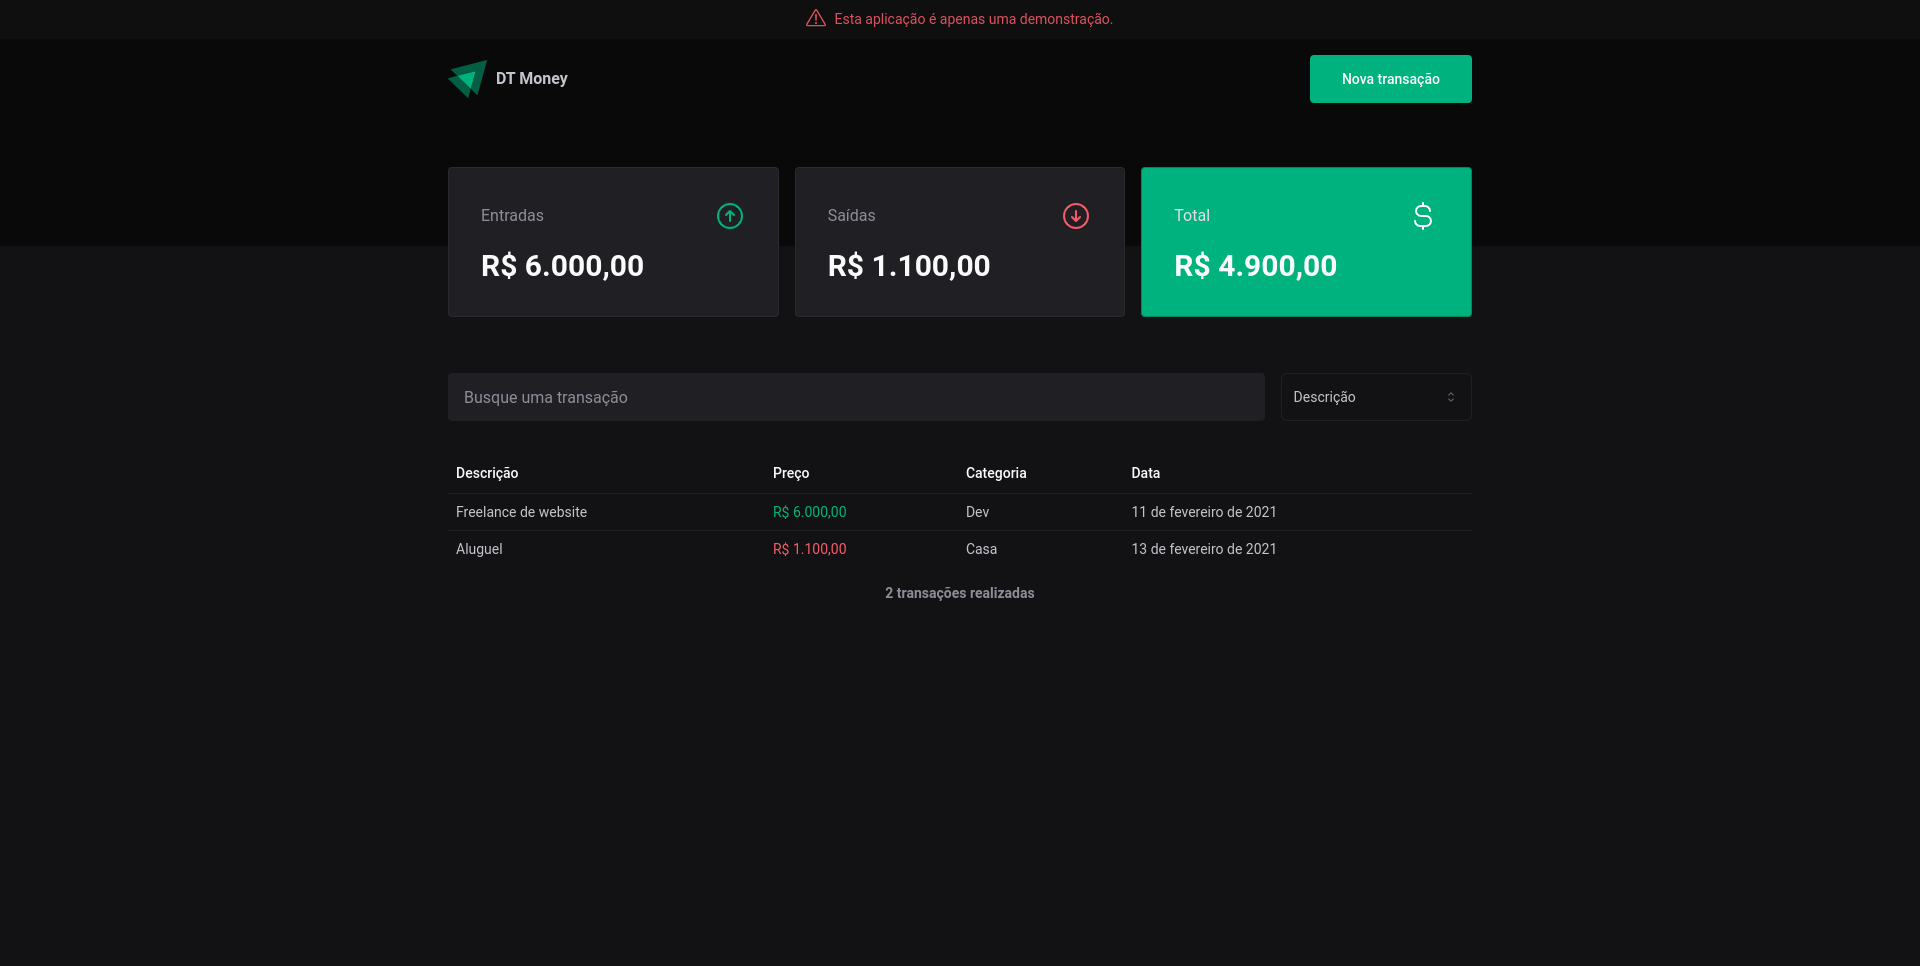 Esta aplicação é apenas uma demonstração.
DT Money
Nova transação
Entradas
R$ 6.000,00
Saídas
R$ 1.100,00
Total
R$ 4.900,00
Busque uma transação
Descrição
Descrição Preço Categoria Data
Freelance de website R$ 6.000,00 Dev 11 de fevereiro de 2021
Aluguel R$ 1.100,00 Casa 13 de fevereiro de 2021
2 transações realizadas